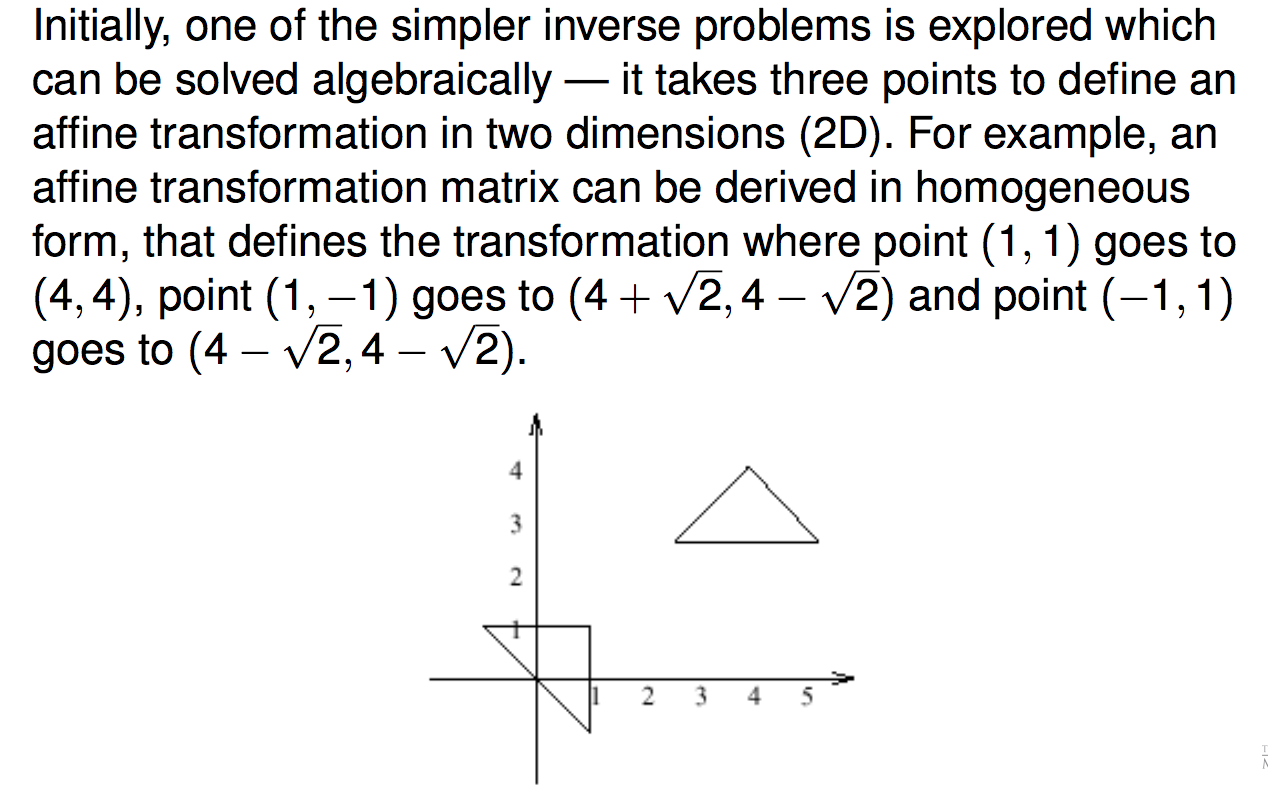 Initially, one of the simpler inverse problems is explored which
can be solved algebraically — it takes three points to define an
affine transformation in two dimensions (2D). For example, an
affine transformation matrix can be derived in homogeneous
form, that defines the transformation where point (1, 1) goes to
(4, 4), point (1, −1) goes to (4 + √2, 4 − √2) and point (−1, 1)
goes to (4 − √2, 4 − √2).
4
3
2
1
1 2 3 4 5